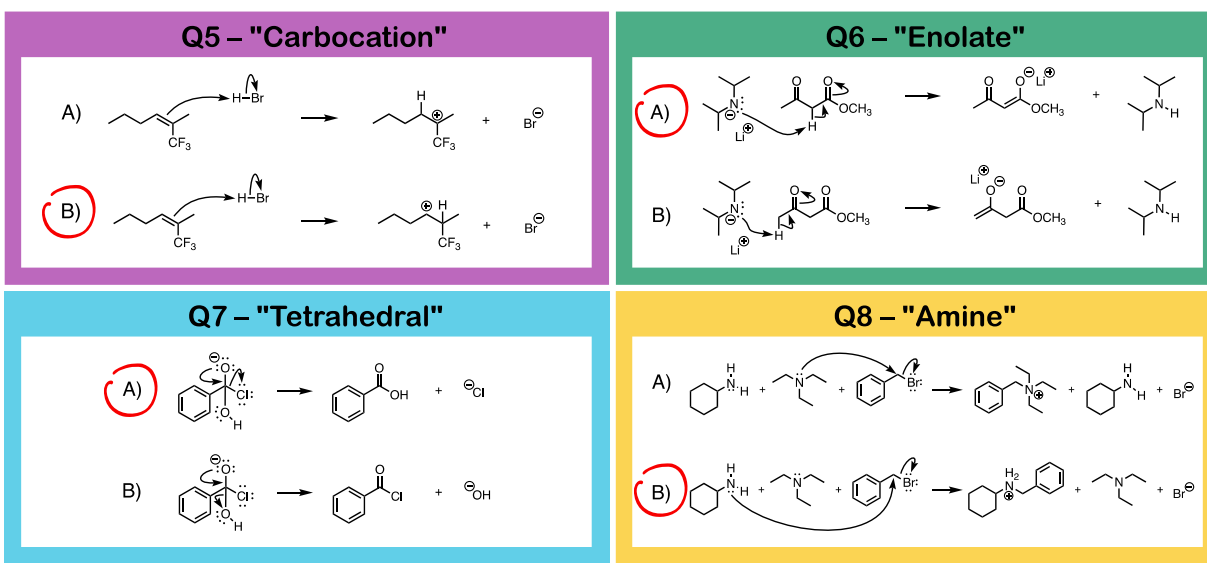 Q5 – "Carbocation"
A)
H–Br
CF₃
H
⊕
CF₃
+
Br⊖
B)
H–Br
CF₃
⊕
H
CF₃
+
Br⊖
Q6 – "Enolate"
A)
N:
⊖
Li⊕
O
O
OCH₃
H
O
O⊖
Li⊕
OCH₃
+
N–H
B)
N:
⊖
Li⊕
O
O
OCH₃
H
Li⊕
O⊖
O
OCH₃
+
N–H
Q7 – "Tetrahedral"
A)
⊖
:O:
Cl:
:O
H
O
OH
+
⊖Cl
B)
⊖
:O:
Cl:
:O
H
O
Cl
+
⊖OH
Q8 – "Amine"
A)
H
N
H
+
N
+
Br:
N⊕
+
H
N
H
+
Br⊖
B)
H
N
H
+
N
+
Br:
H₂
N
⊕
+
N
+
Br⊖